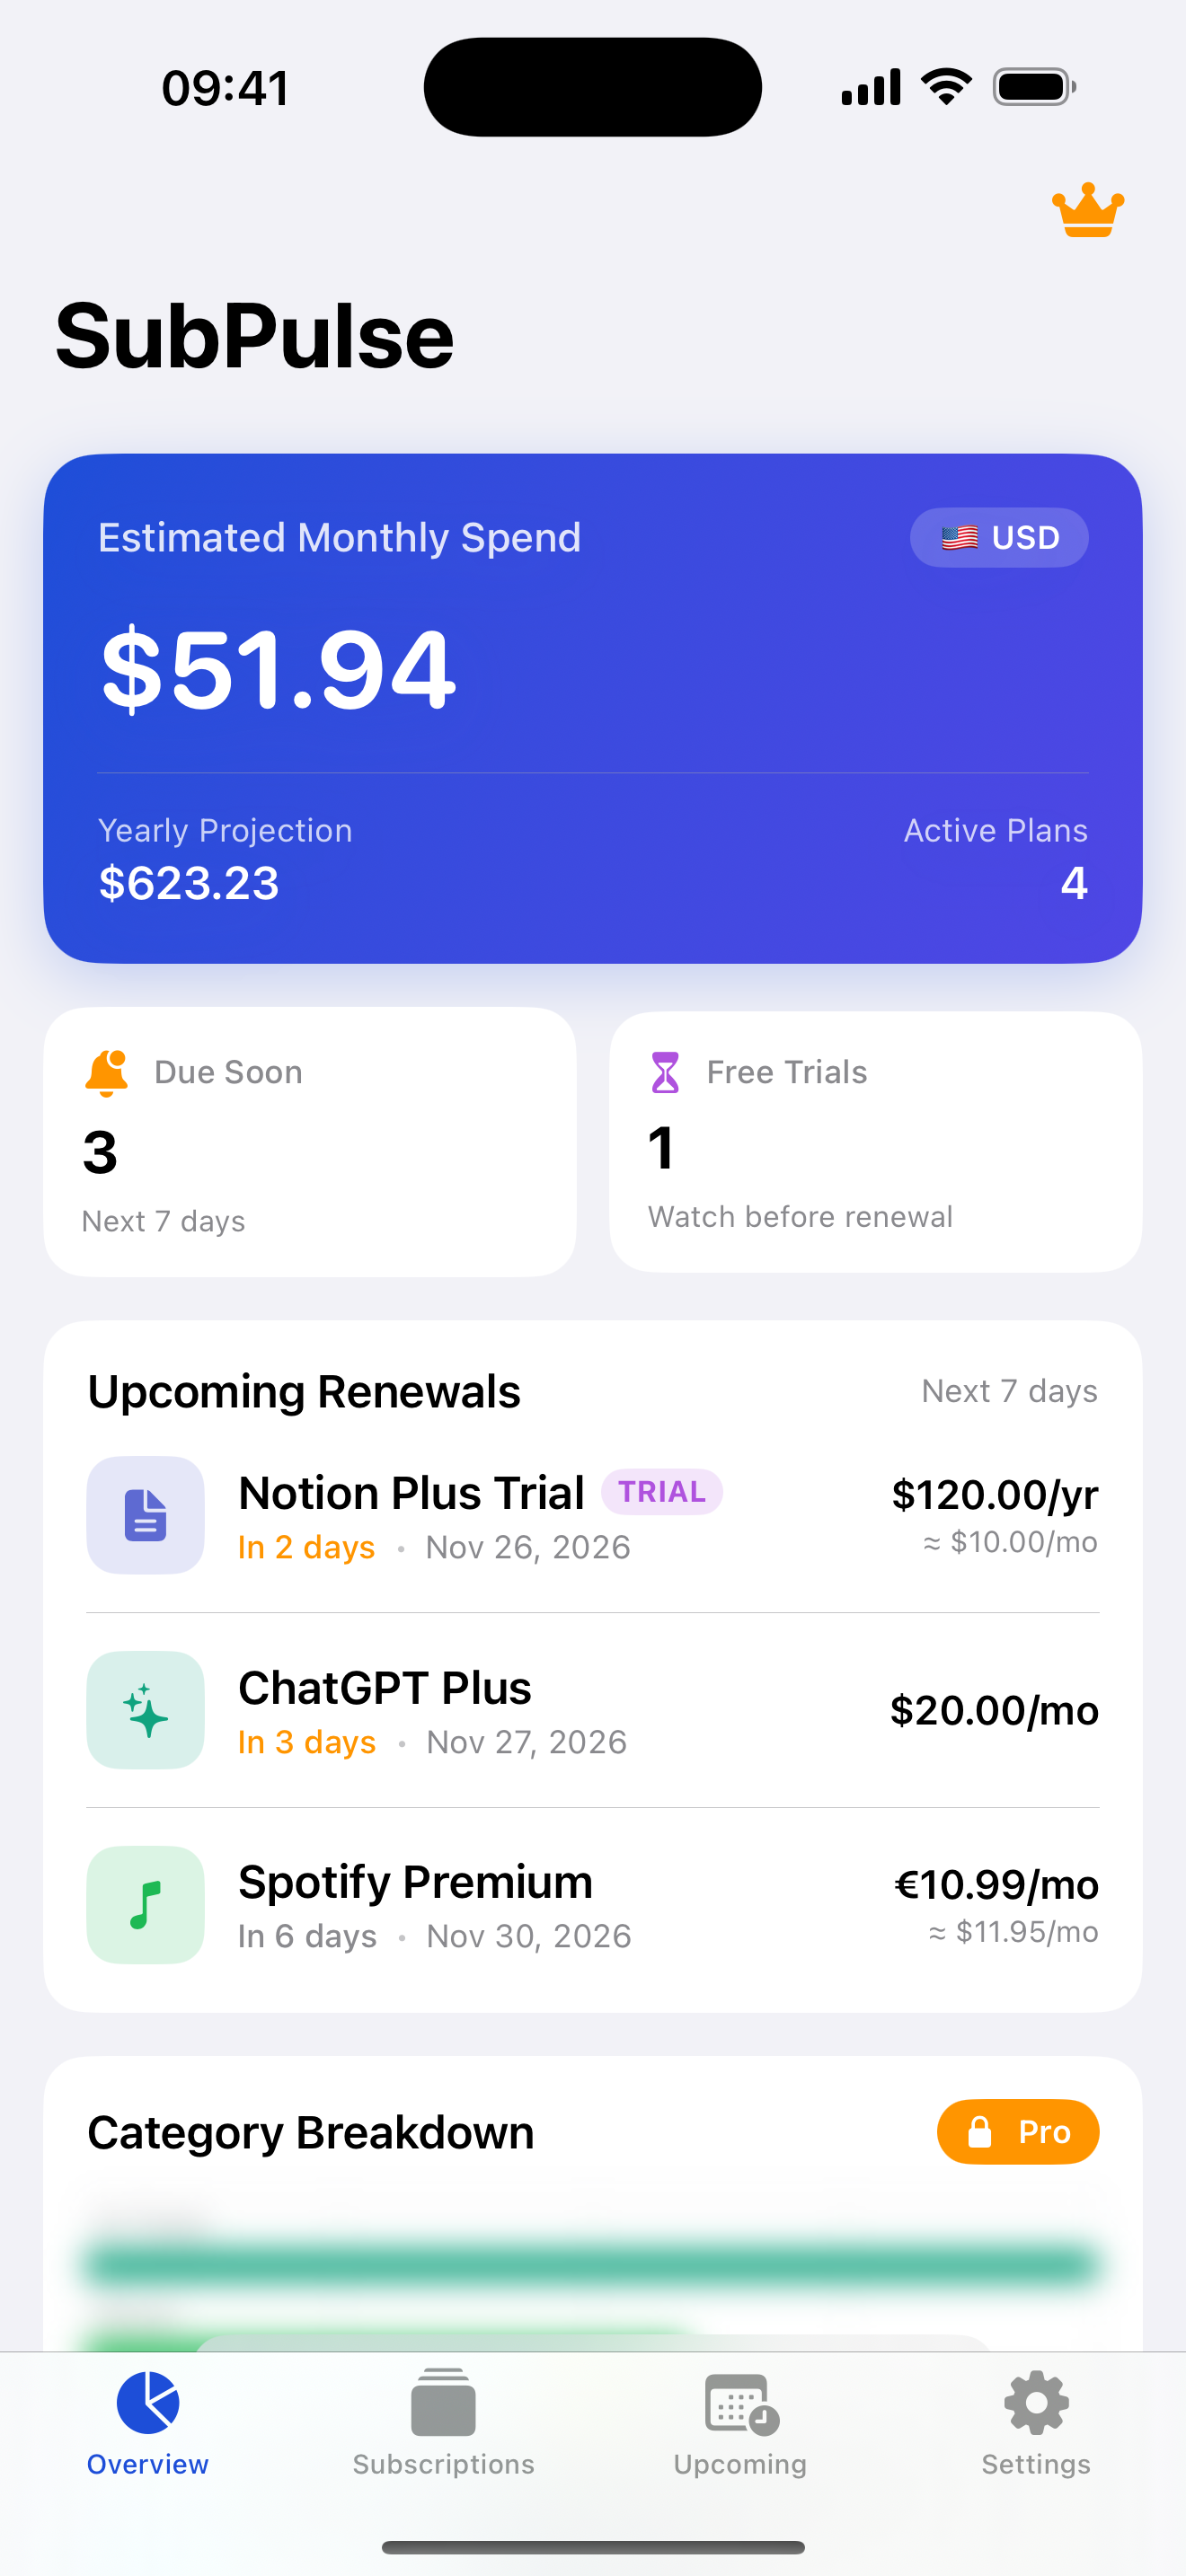 09:41
SubPulse
Estimated Monthly Spend
🇺🇸 USD
$51.94
Yearly Projection
Active Plans
$623.23
4
Due Soon
3
Next 7 days
Free Trials
1
Watch before renewal
Upcoming Renewals
Next 7 days
Notion Plus Trial TRIAL
$120.00/yr
In 2 days • Nov 26, 2026
≈ $10.00/mo
ChatGPT Plus
$20.00/mo
In 3 days • Nov 27, 2026
Spotify Premium
€10.99/mo
In 6 days • Nov 30, 2026
≈ $11.95/mo
Category Breakdown
Pro
Overview
Subscriptions
Upcoming
Settings